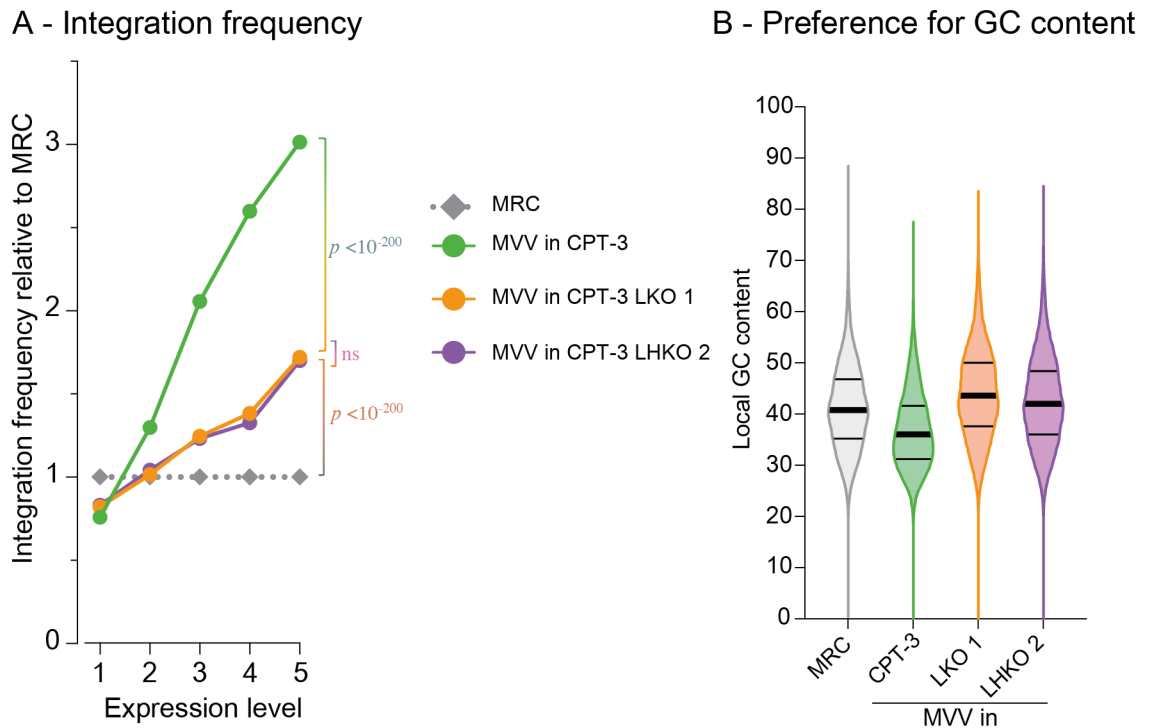 A - Integration frequency
Integration frequency relative to MRC
3
2
1
0
1 2 3 4 5
Expression level
p <10-200
ns
p <10-200
MRC
MVV in CPT-3
MVV in CPT-3 LKO 1
MVV in CPT-3 LHKO 2
B - Preference for GC content
Local GC content
100
90
80
70
60
50
40
30
20
10
0
MRC
CPT-3
LKO 1
LHKO 2
MVV in